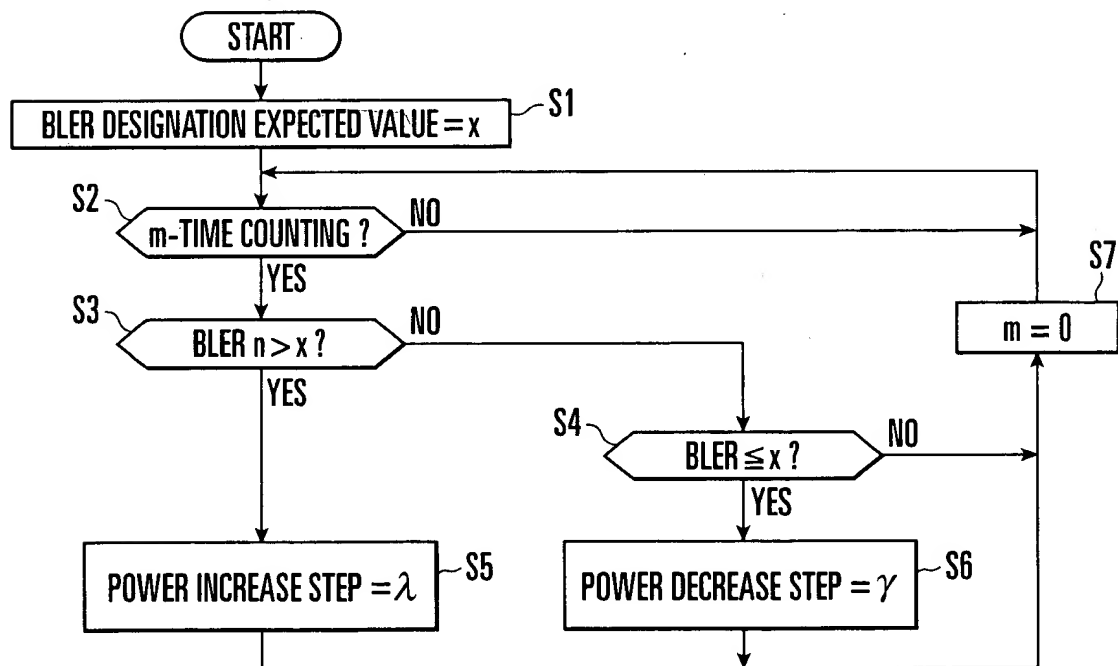 START
BLER DESIGNATION EXPECTED VALUE = x
S1
S2
m-TIME COUNTING ?
NO
YES
S7
m = 0
S3
BLER n > x ?
NO
YES
S4
BLER ≦ x ?
NO
YES
POWER INCREASE STEP = λ
S5
POWER DECREASE STEP = γ
S6